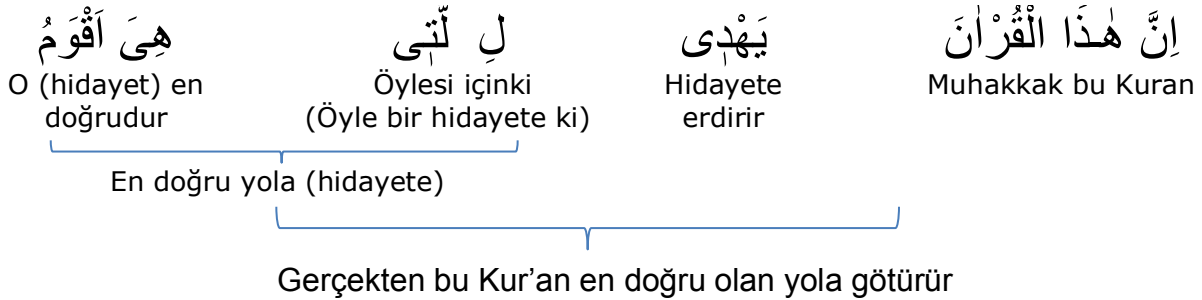 اِنَّ هٰـذَا الْقُرْاٰنَ يَهْدٖى لِ لَّتٖى هِىَ اَقْوَمُ
Muhakkak bu Kuran
Hidayete
erdirir
Öylesi içinki
(Öyle bir hidayete ki)
O (hidayet) en
doğrudur
En doğru yola (hidayete)
Gerçekten bu Kur’an en doğru olan yola götürür